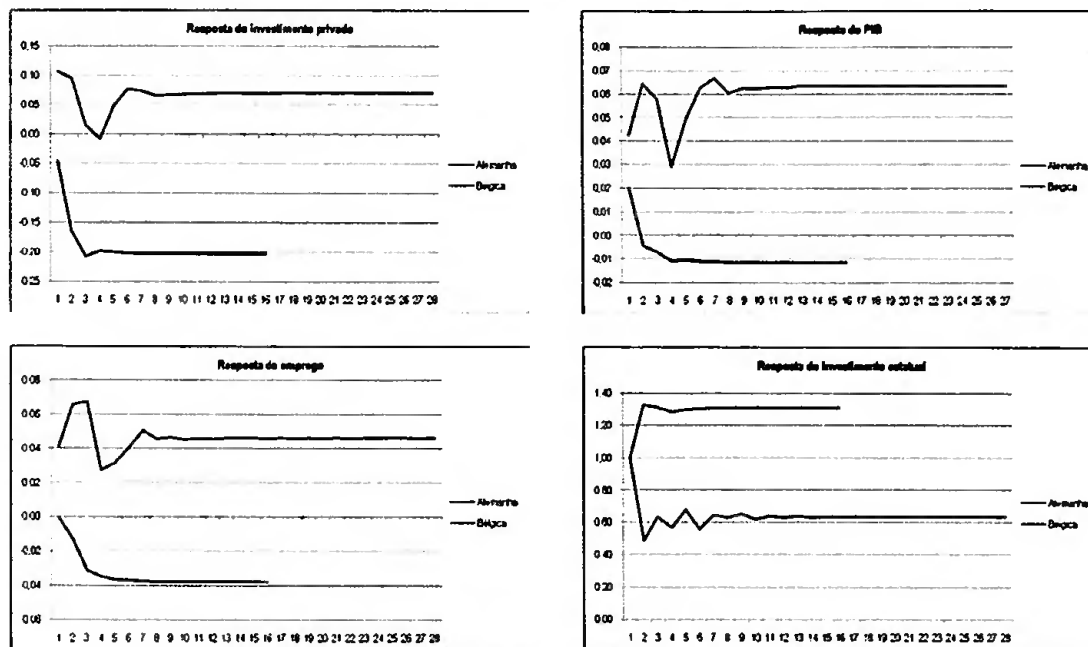 Resposta do investimento privado
0,15
0,10
0,05
0,00
-0,05
-0,10
-0,15
-0,20
0,25
Alemanha
Bélgica
1 2 3 4 5 6 7 8 9 10 11 12 13 14 15 16 17 18 19 20 21 22 23 24 25 26 27 28
Resposta do PIB
0,08
0,07
0,06
0,05
0,04
0,03
0,02
0,01
0,00
-0,01
-0,02
Alemanha
Bélgica
1 2 3 4 5 6 7 8 9 10 11 12 13 14 15 16 17 18 19 20 21 22 23 24 25 26 27
Resposta do emprego
0,08
0,06
0,04
0,02
0,00
-0,02
-0,04
0,06
Alemanha
Bélgica
1 2 3 4 5 6 7 8 9 10 11 12 13 14 15 16 17 18 19 20 21 22 23 24 25 26 27 28
Resposta do investimento estatual
1,40
1,20
1,00
0,80
0,60
0,40
0,20
0,00
Alemanha
Bélgica
1 2 3 4 5 6 7 8 9 10 11 12 13 14 15 16 17 18 19 20 21 22 23 24 25 26 27 28